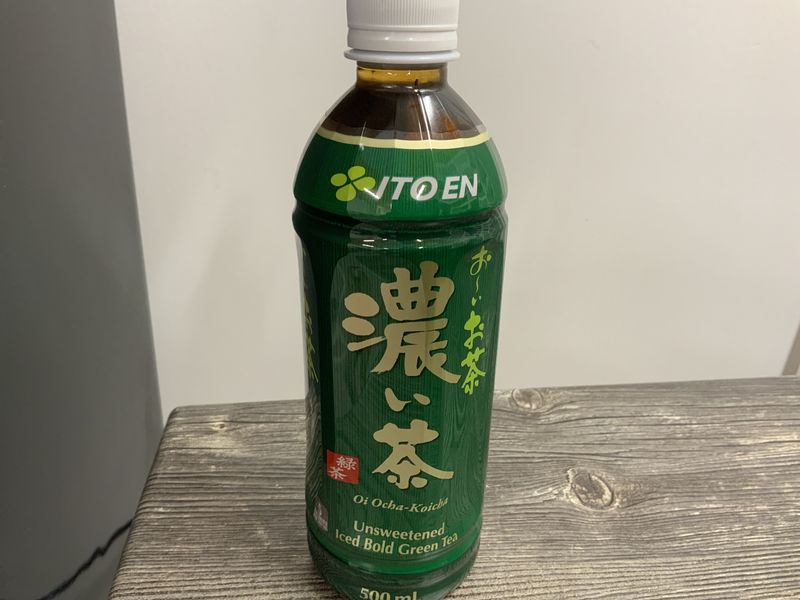 ITO EN
お～いお茶
濃い茶
緑茶
Oi Ocha-Koicha
Unsweetened
Iced Bold Green Tea
500 mL